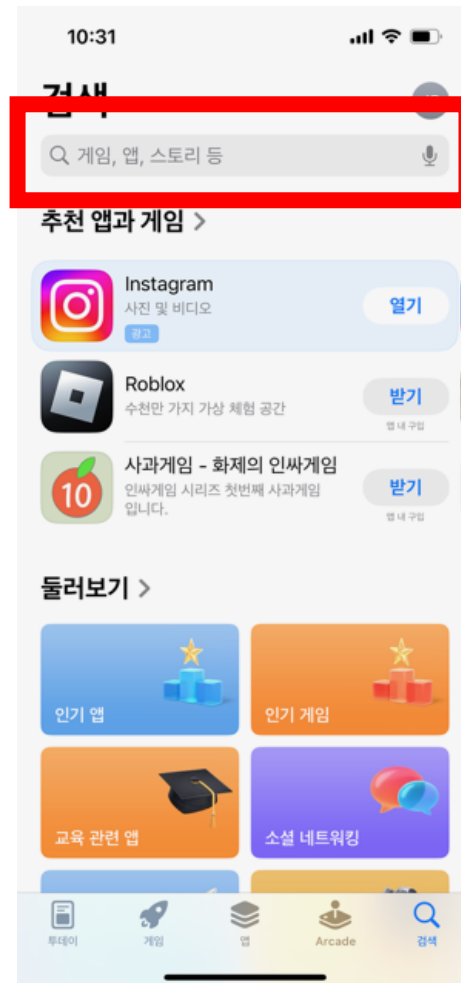 10:31
검색
게임, 앱, 스토리 등
추천 앱과 게임 >
Instagram
사진 및 비디오
광고
열기
Roblox
수천만 가지 가상 체험 공간
받기
앱 내 구입
사과게임 - 화제의 인싸게임
인싸게임 시리즈 첫번째 사과게임
입니다.
받기
앱 내 구입
10
둘러보기 >
인기 앱
인기 게임
교육 관련 앱
소셜 네트워킹
투데이
게임
앱
Arcade
검색